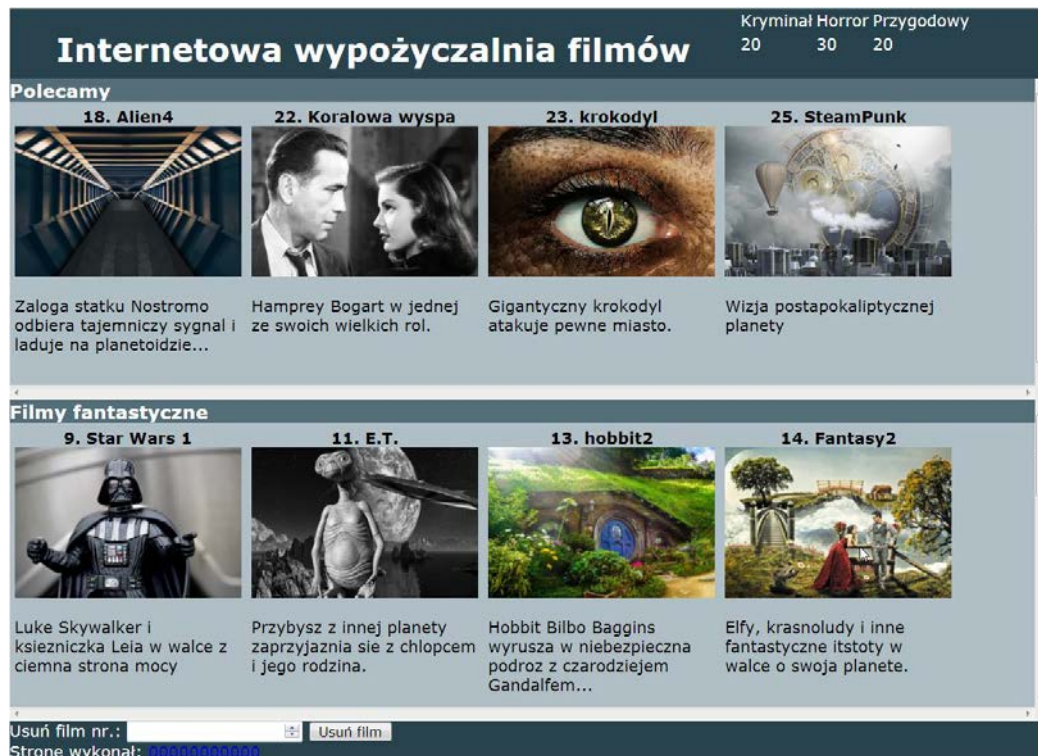 Internetowa wypożyczalnia filmów
Kryminał Horror Przygodowy
20 30 20
Polecamy
18. Alien4
Zaloga statku Nostromo
odbiera tajemniczy sygnal i
laduje na planetoidzie...
22. Koralowa wyspa
Hamprey Bogart w jednej
ze swoich wielkich rol.
23. krokodyl
Gigantyczny krokodyl
atakuje pewne miasto.
25. SteamPunk
Wizja postapokaliptycznej
planety
Filmy fantastyczne
9. Star Wars 1
Luke Skywalker i
ksiezniczka Leia w walce z
ciemna strona mocy
11. E.T.
Przybysz z innej planety
zaprzyjaznia sie z chlopcem
i jego rodzina.
13. hobbit2
Hobbit Bilbo Baggins
wyrusza w niebezpieczna
podroz z czarodziejem
Gandalfem...
14. Fantasy2
Elfy, krasnoludy i inne
fantastyczne itstoty w
walce o swoja planete.
Usuń film nr.: Usuń film
Stronę wykonał: 00000000000